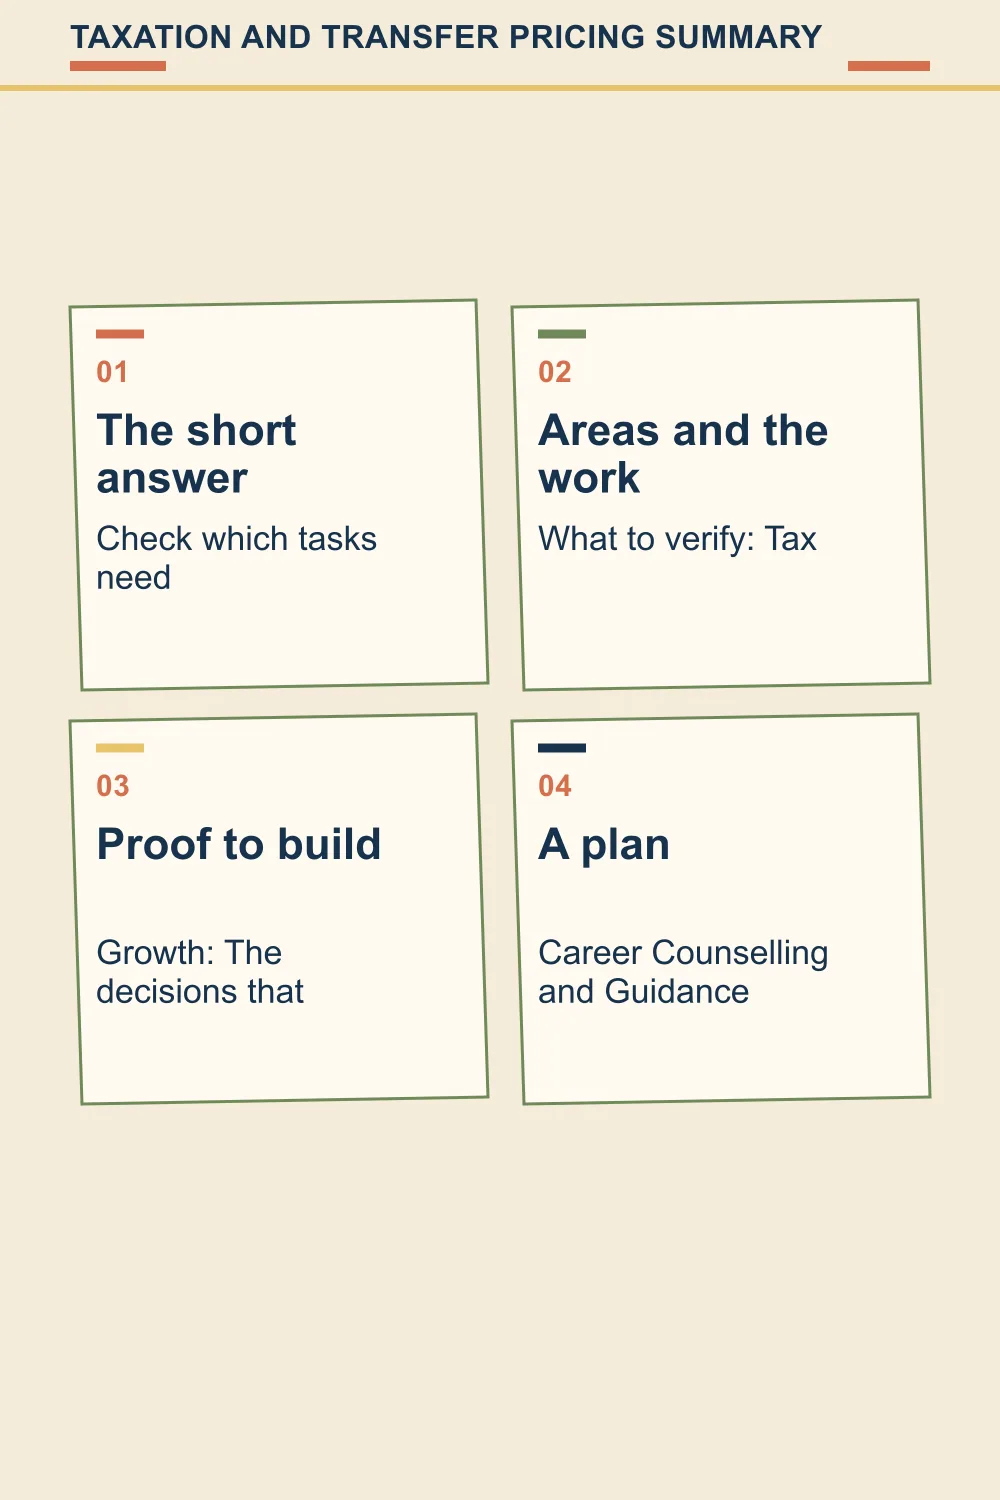 TAXATION AND TRANSFER PRICING SUMMARY
01
The short
answer
Check which tasks
need
02
Areas and the
work
What to verify: Tax
03
Proof to build
Growth: The
decisions that
04
A plan
Career Counselling
and Guidance